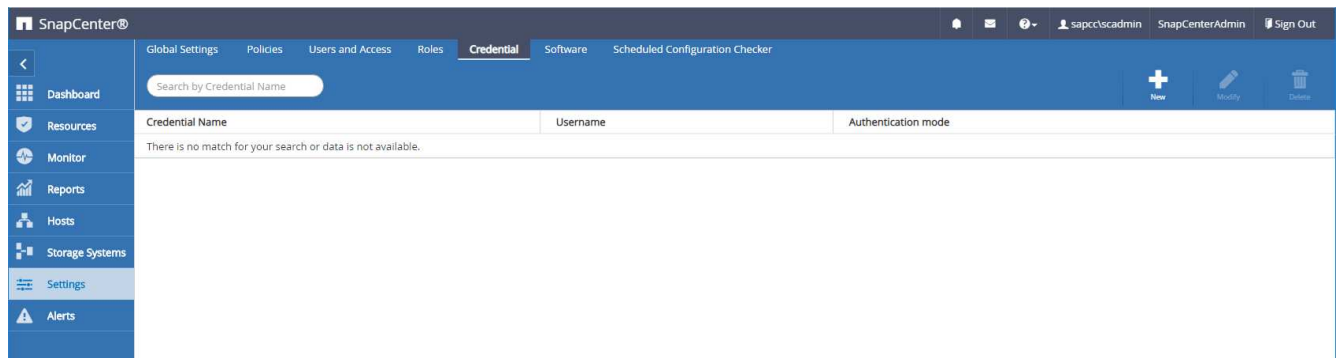 SnapCenter®
sapcc\scadmin SnapCenterAdmin Sign Out
Global Settings Policies Users and Access Roles Credential Software Scheduled Configuration Checker
Search by Credential Name
New Modify Delete
Dashboard
Resources
Monitor
Reports
Hosts
Storage Systems
Settings
Alerts
Credential Name Username Authentication mode
There is no match for your search or data is not available.